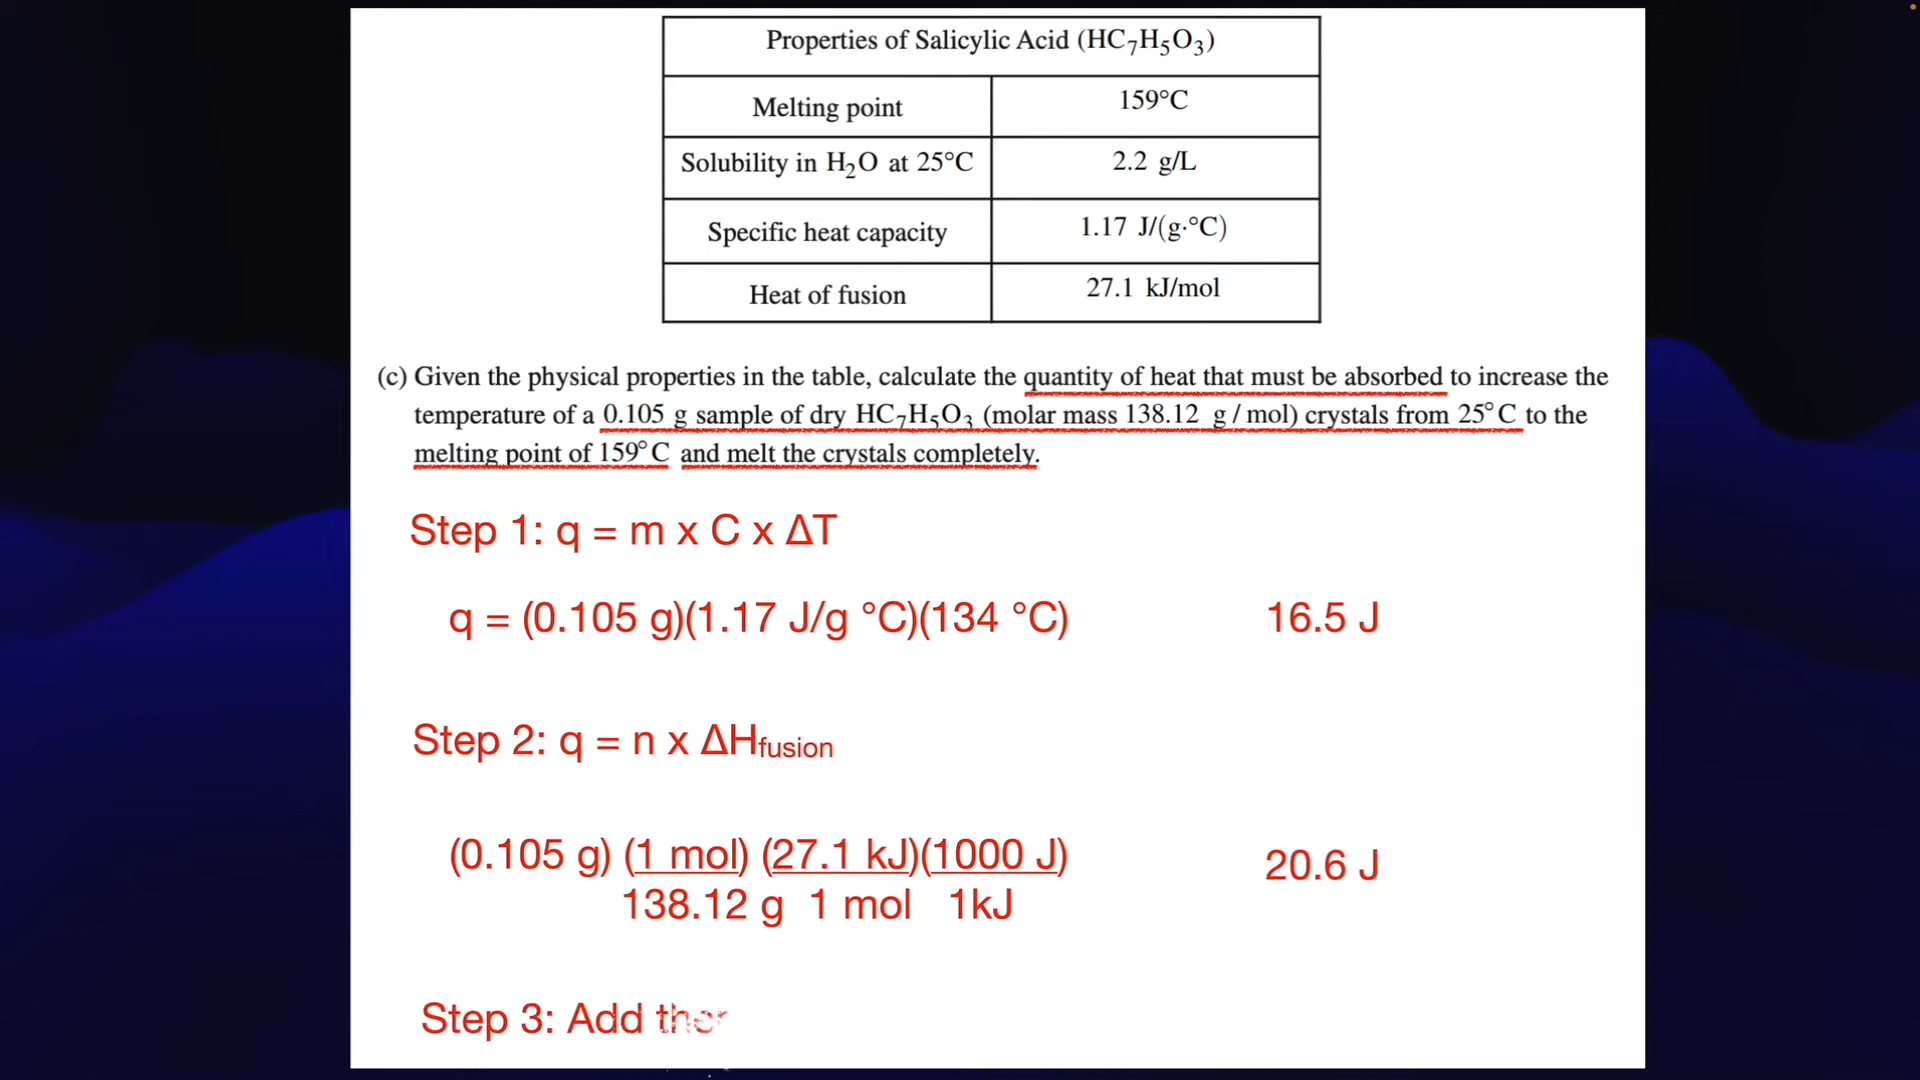 Properties of Salicylic Acid (HC₇H₅O₃)
Melting point 159°C
Solubility in H₂O at 25°C 2.2 g/L
Specific heat capacity 1.17 J/(g·°C)
Heat of fusion 27.1 kJ/mol
(c) Given the physical properties in the table, calculate the quantity of heat that must be absorbed to increase the
temperature of a 0.105 g sample of dry HC₇H₅O₃ (molar mass 138.12 g/mol) crystals from 25°C to the
melting point of 159°C and melt the crystals completely.
Step 1: q = m x C x ΔT
q = (0.105 g)(1.17 J/g °C)(134 °C) 16.5 J
Step 2: q = n x ΔHfusion
(0.105 g) (1 mol) (27.1 kJ)(1000 J) 20.6 J
138.12 g 1 mol 1kJ
Step 3: Add